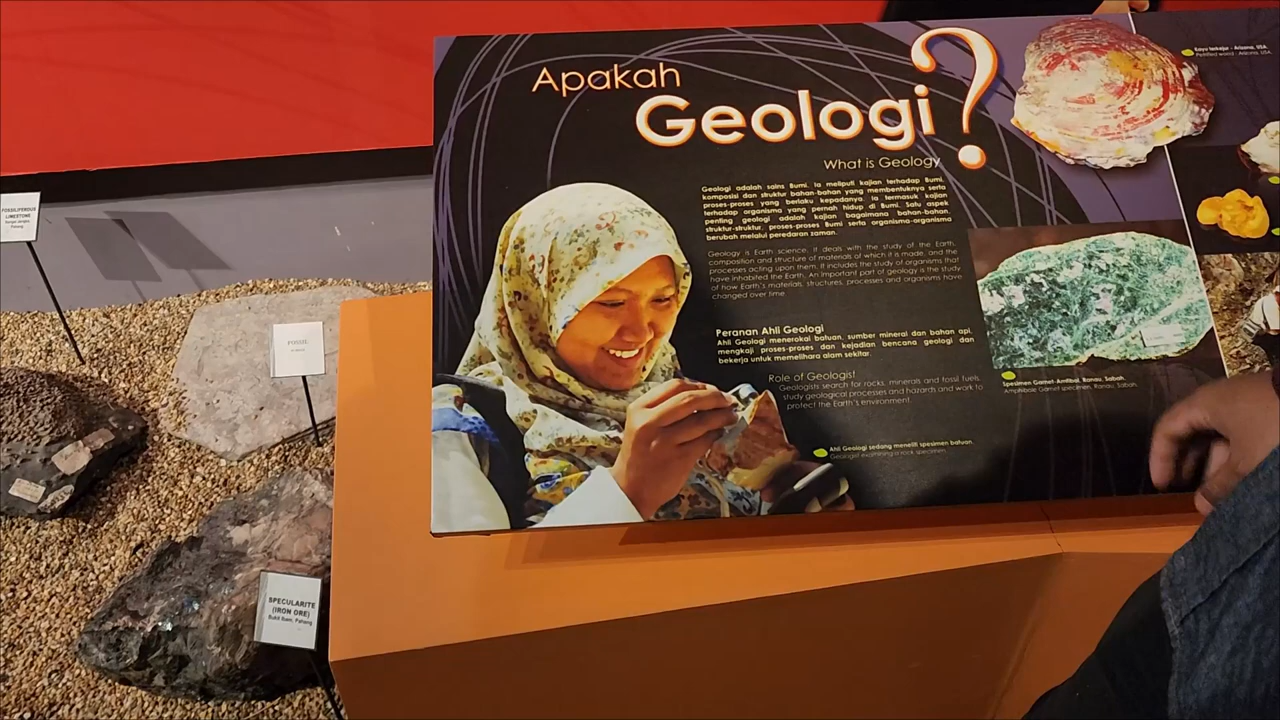 Apakah
Geologi?
What is Geology
Geologi adalah sains Bumi. Ia meliputi kajian terhadap Bumi,
komposisi dan struktur bahan-bahan yang membentuknya serta
proses-proses yang berlaku kepadanya. Ia termasuk kajian
terhadap organisma yang pernah hidup di Bumi. Satu aspek
penting geologi adalah kajian bagaimana bahan-bahan,
struktur-struktur, proses-proses Bumi serta organisma-organisma
berubah melalui peredaran zaman.
Geology is Earth science. It deals with the study of the Earth,
composition and structure of materials of which it is made, and the
processes acting upon them. It includes the study of organisms that
have inhabited the Earth. An important part of geology is the study
of how Earth's materials, structures, processes and organisms have
changed over time.
Peranan Ahli Geologi
Ahli Geologi menerokai batuan, sumber mineral dan bahan api,
mengkaji proses-proses dan kejadian bencana geologi dan
bekerja untuk memelihara alam sekitar.
Role of Geologist
Geologists search for rocks, minerals and fossil fuels,
study geological processes and hazards and work to
protect the Earth's environment.
Ahli Geologi sedang meneliti spesimen batuan.
Geologist examining a rock specimen.
Kayu terkejur - Arizona, USA.
Petrified wood - Arizona, USA.
Spesimen Garnet-Amfibol, Ranau, Sabah.
Amphibole Garnet specimen, Ranau, Sabah.
FOSSILIFEROUS
LIMESTONE
Pahang
FOSSIL
SPECULARITE
(IRON ORE)
Bukit Ibam, Pahang